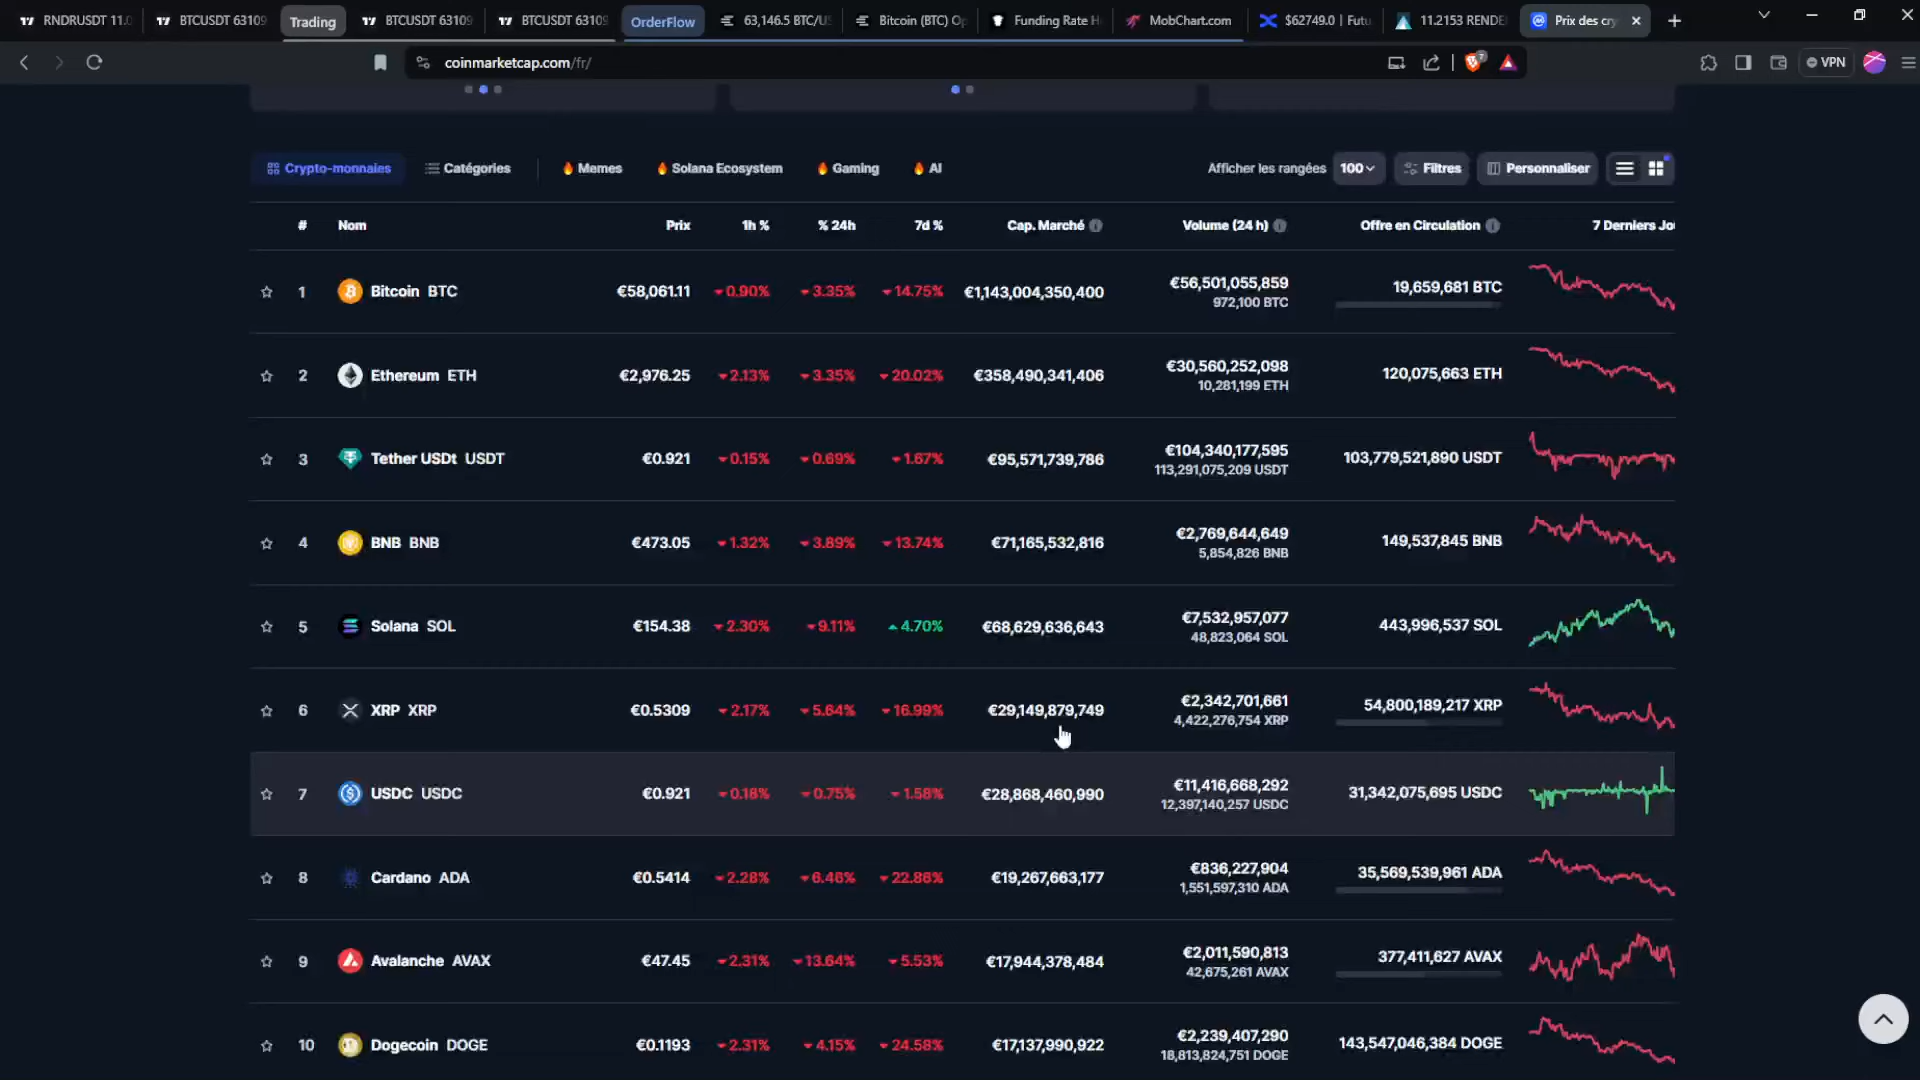 RNDRUSDT 11.0
BTCUSDT 63109
Trading
BTCUSDT 63109
BTCUSDT 6310
OrderFlow
63,146.5 BTC/U
Bitcoin (BTC) Op
Funding Rate H
MobChart.com
$62749.0 | Futu
11.2153 RENDE
Prix des cry
coinmarketcap.com/fr/
VPN
Crypto-monnaies
Catégories
Memes
Solana Ecosystem
Gaming
AI
Afficher les rangées
100
Filtres
Personnaliser
# Nom Prix 1h % % 24h 7d % Cap. Marché Volume (24 h) Offre en Circulation 7 Derniers Jou
1 Bitcoin BTC €58,061.11 0.90% 3.35% 14.75% €1,143,004,350,400 €56,501,055,859 19,659,681 BTC
972,100 BTC
2 Ethereum ETH €2,976.25 2.13% 3.35% 20.02% €358,490,341,406 €30,560,252,098 120,075,663 ETH
10,281,199 ETH
3 Tether USDt USDT €0.921 0.15% 0.69% 1.67% €95,571,739,786 €104,340,177,595 103,779,521,890 USDT
113,291,075,209 USDT
4 BNB BNB €473.05 1.32% 3.89% 13.74% €71,165,532,816 €2,769,644,649 149,537,845 BNB
5,854,826 BNB
5 Solana SOL €154.38 2.30% 9.11% 4.70% €68,629,636,643 €7,532,957,077 443,996,537 SOL
48,823,064 SOL
6 XRP XRP €0.5309 2.17% 5.64% 16.99% €29,149,879,749 €2,342,701,661 54,800,189,217 XRP
4,422,276,754 XRP
7 USDC USDC €0.921 0.18% 0.75% 1.58% €28,868,460,990 €11,416,668,292 31,342,075,695 USDC
12,397,140,257 USDC
8 Cardano ADA €0.5414 2.28% 6.46% 22.86% €19,267,663,177 €836,227,904 35,569,539,961 ADA
1,551,597,310 ADA
9 Avalanche AVAX €47.45 2.31% 13.64% 5.53% €17,944,378,484 €2,011,590,813 377,411,627 AVAX
42,675,261 AVAX
10 Dogecoin DOGE €0.1193 2.31% 4.15% 24.58% €17,137,990,922 €2,239,407,290 143,547,046,384 DOGE
18,813,824,751 DOGE